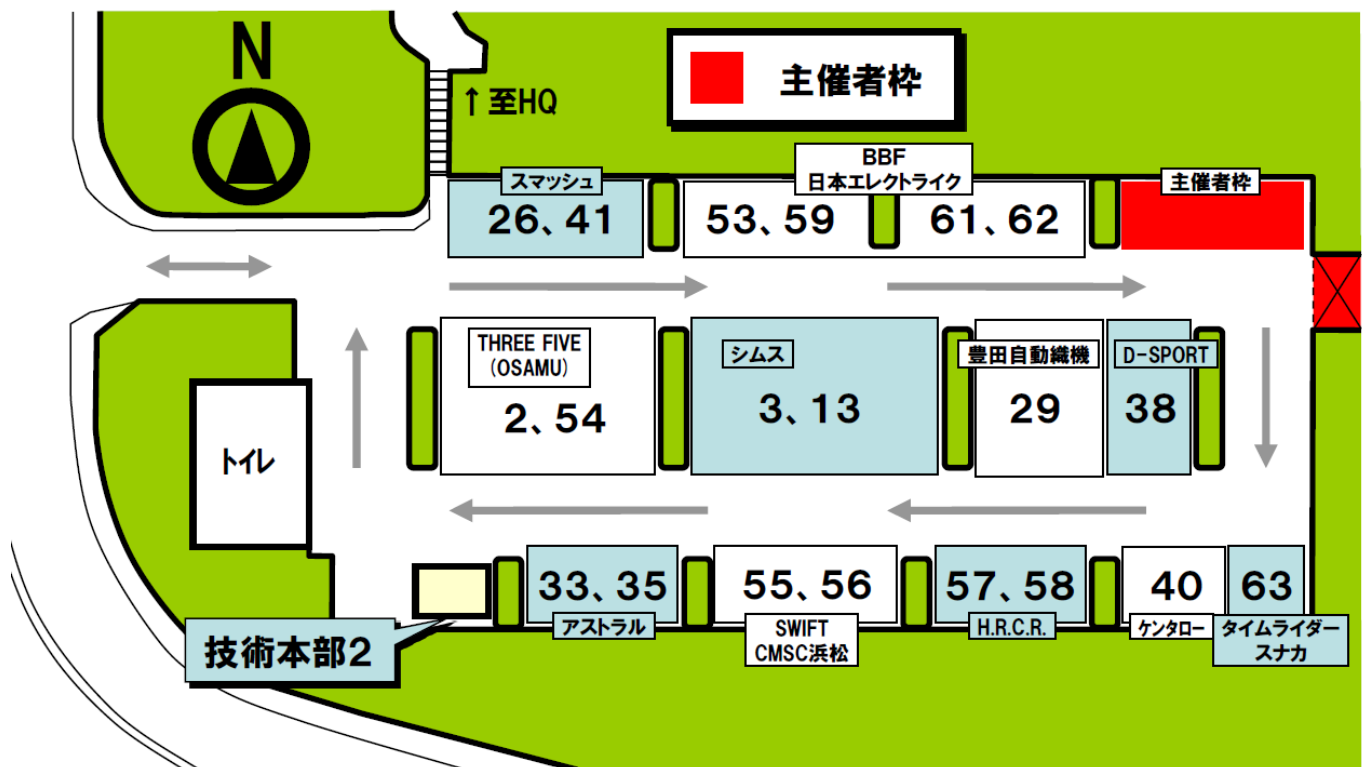 N
↑至HQ
主催者枠
スマッシュ
26、41
BBF
日本エレクトライク
53、59
61、62
主催者枠
THREE FIVE
(OSAMU)
2、54
シムス
3、13
豊田自動織機
29
D-SPORT
38
トイレ
技術本部2
33、35
アストラル
55、56
SWIFT
CMSC浜松
57、58
H.R.C.R.
40
ケンタロー
63
タイムライダー
スナカ